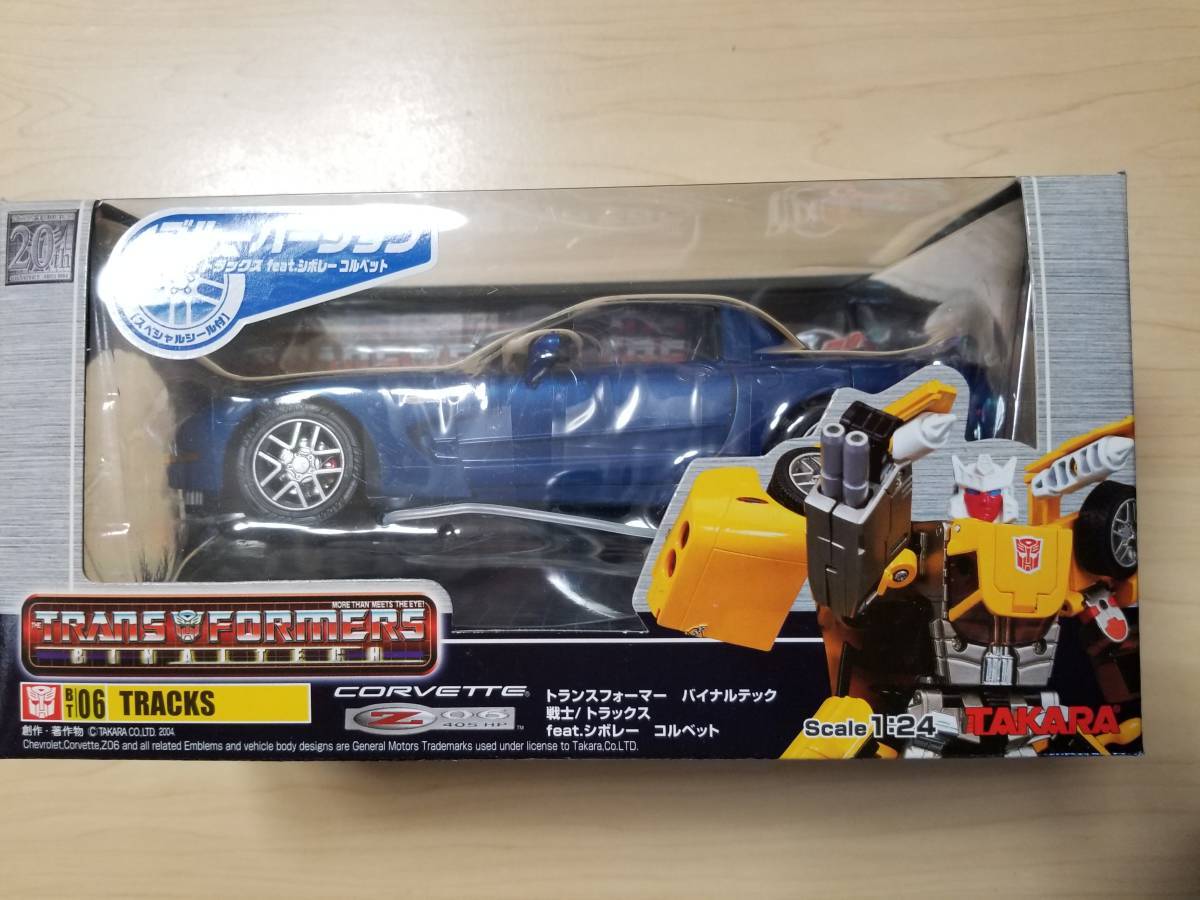 20th
ブルーバージョン
トラックス feat.シボレー コルベット
[スペシャルシール付]
MORE THAN MEETS THE EYE!
THE TRANSFORMERS
BINALTECH
BT 06 TRACKS
CORVETTE
Z06
405 HP
トランスフォーマー バイナルテック
戦士/トラックス
feat.シボレー コルベット
Scale 1:24
TAKARA
創作・著作物 ©TAKARA CO.,LTD. 2004.
Chevrolet,Corvette,Z06 and all related Emblems and vehicle body designs are General Motors Trademarks used under license to Takara,Co.LTD.